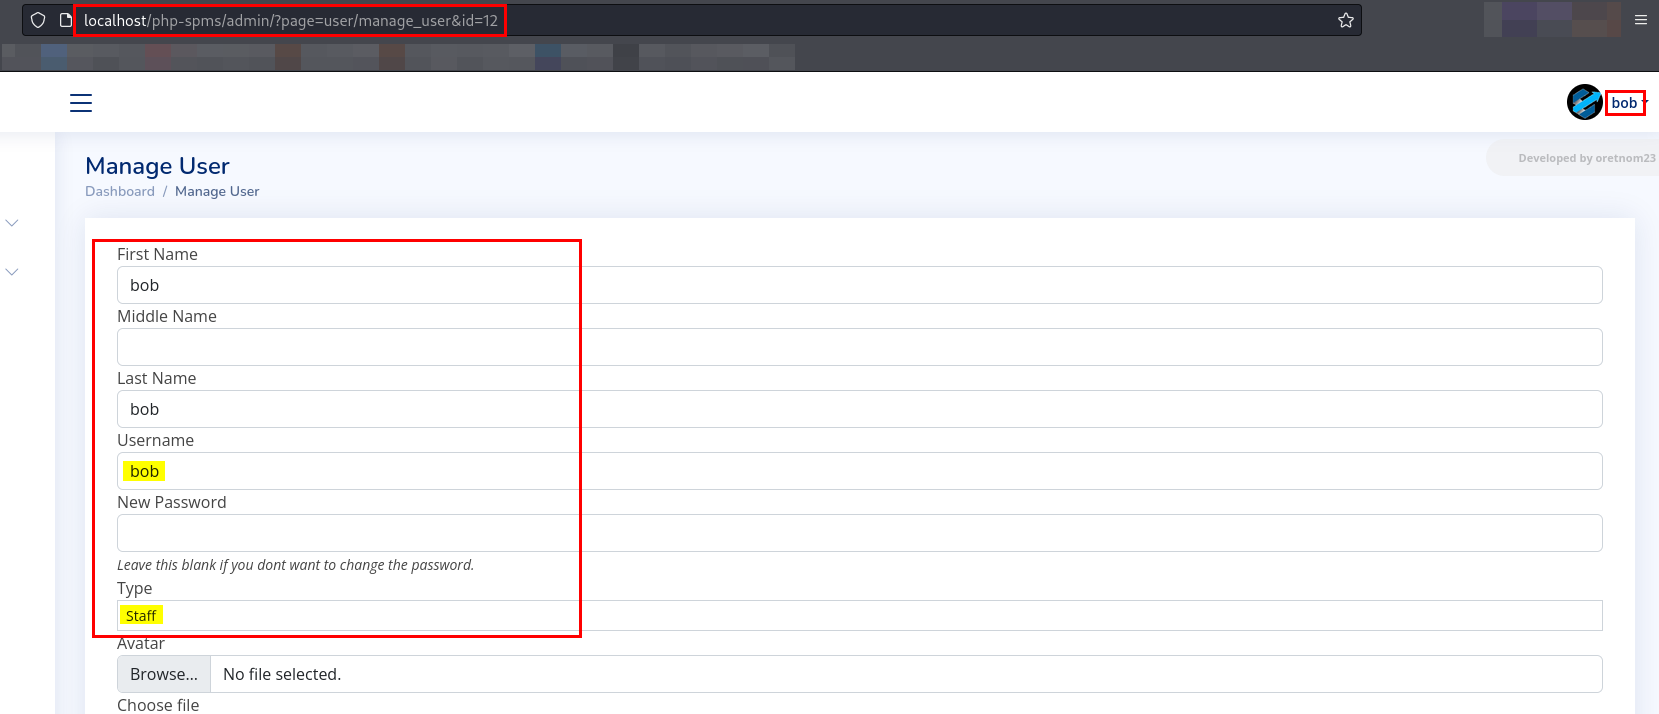 localhost/php-spms/admin/?page=user/manage_user&id=12
bob
Manage User
Developed by oretnom23
Dashboard / Manage User
First Name
bob
Middle Name
Last Name
bob
Username
bob
New Password
Leave this blank if you dont want to change the password.
Type
Staff
Avatar
Browse... No file selected.
Choose file